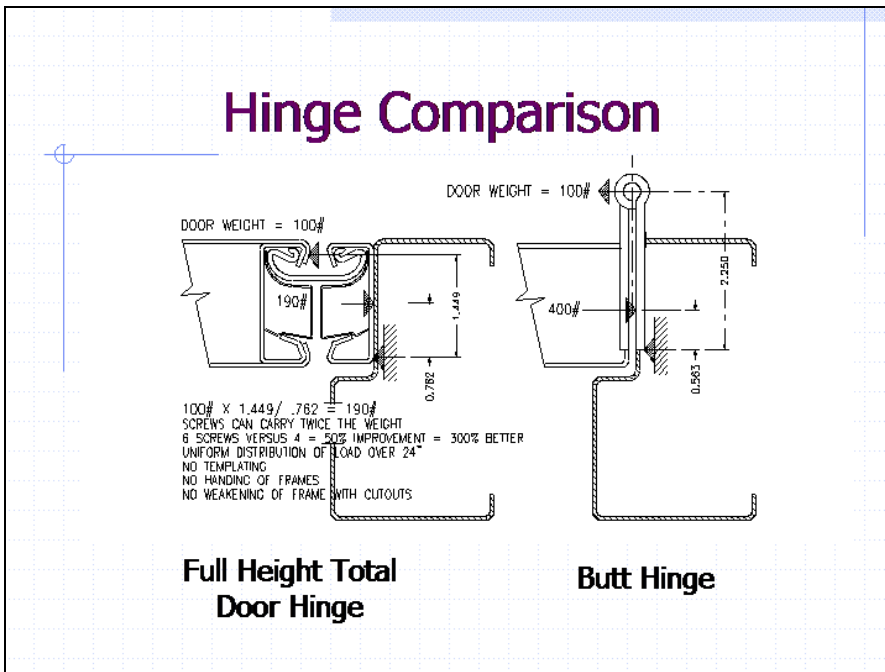 Hinge Comparison
DOOR WEIGHT = 100#
190#
1.449
0.762
100# X 1.449/ .762 = 190#
SCREWS CAN CARRY TWICE THE WEIGHT
6 SCREWS VERSUS 4 = 50% IMPROVEMENT = 300% BETTER
UNIFORM DISTRIBUTION OF LOAD OVER 24"
NO TEMPLATING
NO HANDING OF FRAMES
NO WEAKENING OF FRAME WITH CUTOUTS
DOOR WEIGHT = 100#
400#
2.250
0.563
Full Height Total
Door Hinge
Butt Hinge